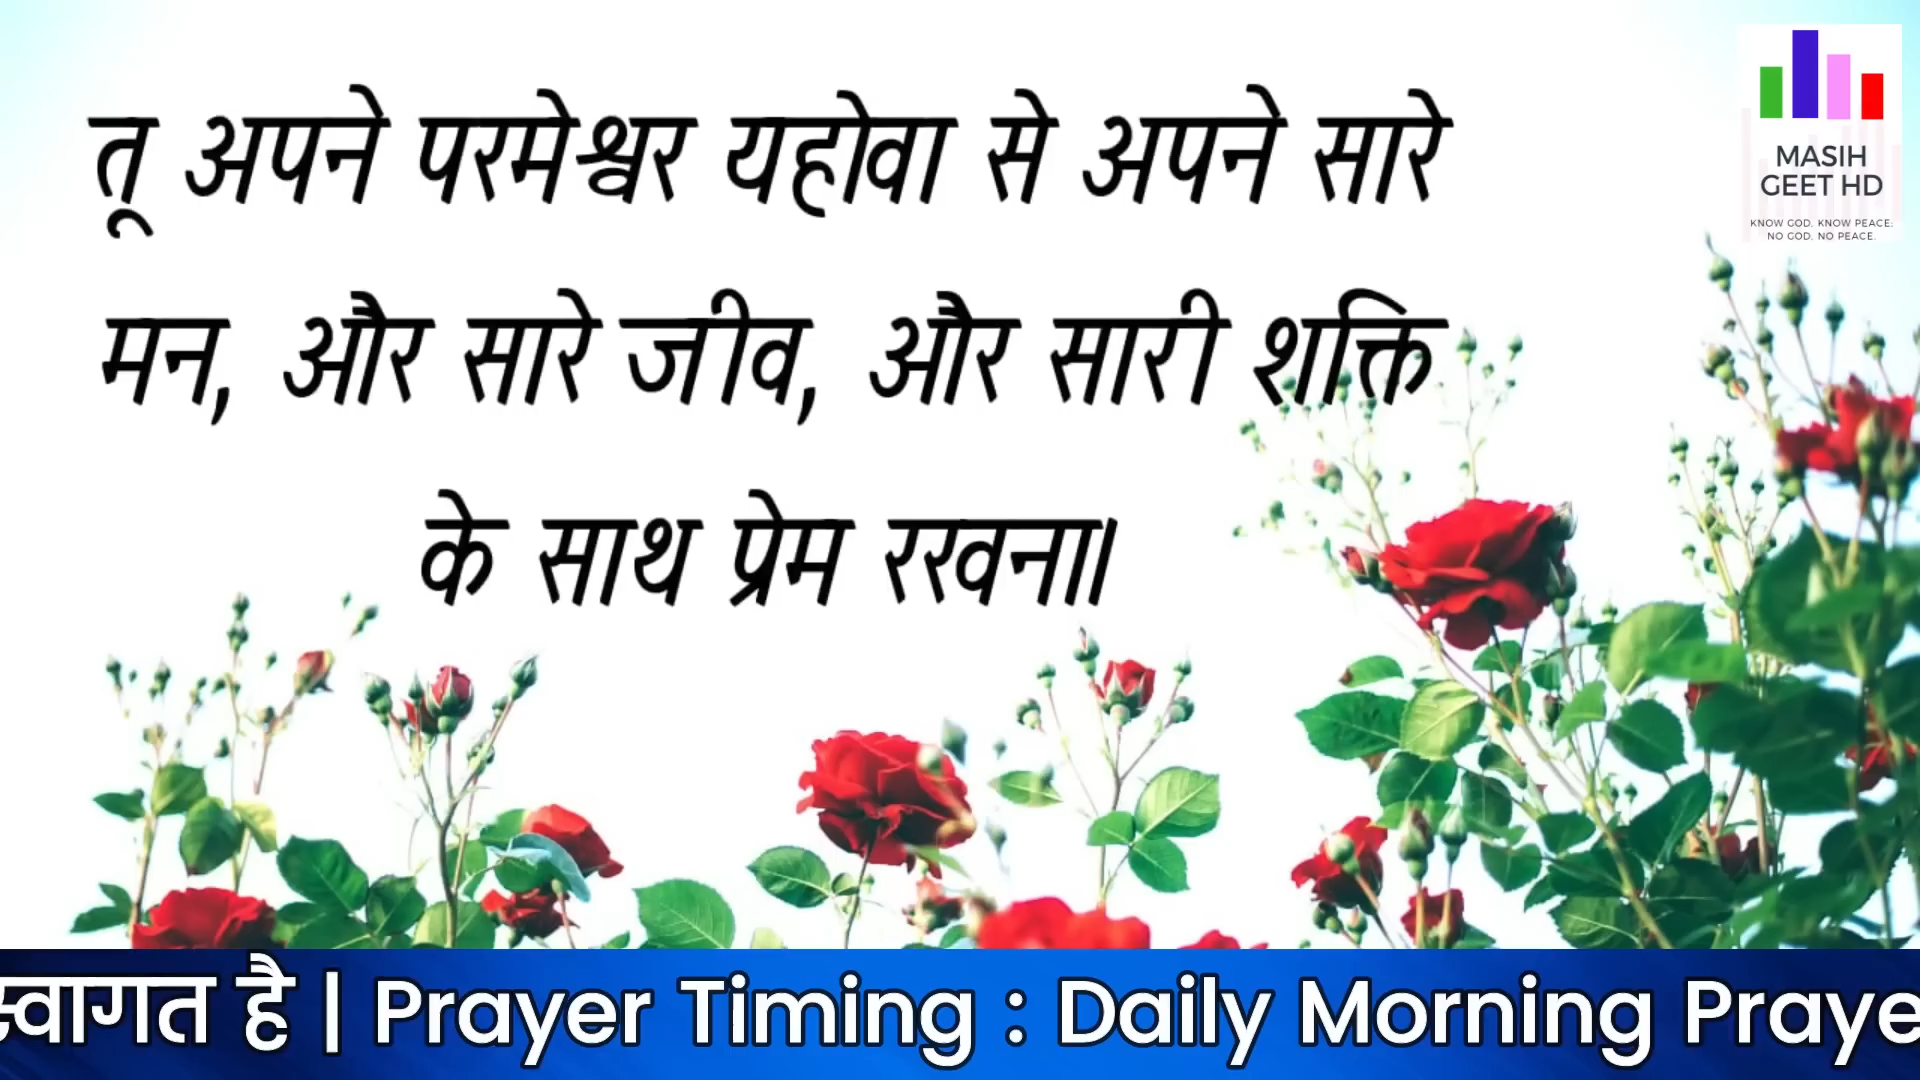 तू अपने परमेश्वर यहोवा से अपने सारे
मन, और सारे जीव, और सारी शक्ति
के साथ प्रेम रखना।
MASIH
GEET HD
KNOW GOD. KNOW PEACE:
NO GOD. NO PEACE.
स्वागत है | Prayer Timing : Daily Morning Praye